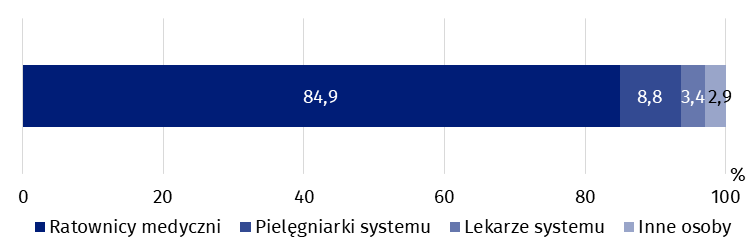 84,9 8,8 3,4 2,9
%
0 20 40 60 80 100
Ratownicy medyczni Pielęgniarki systemu Lekarze systemu Inne osoby